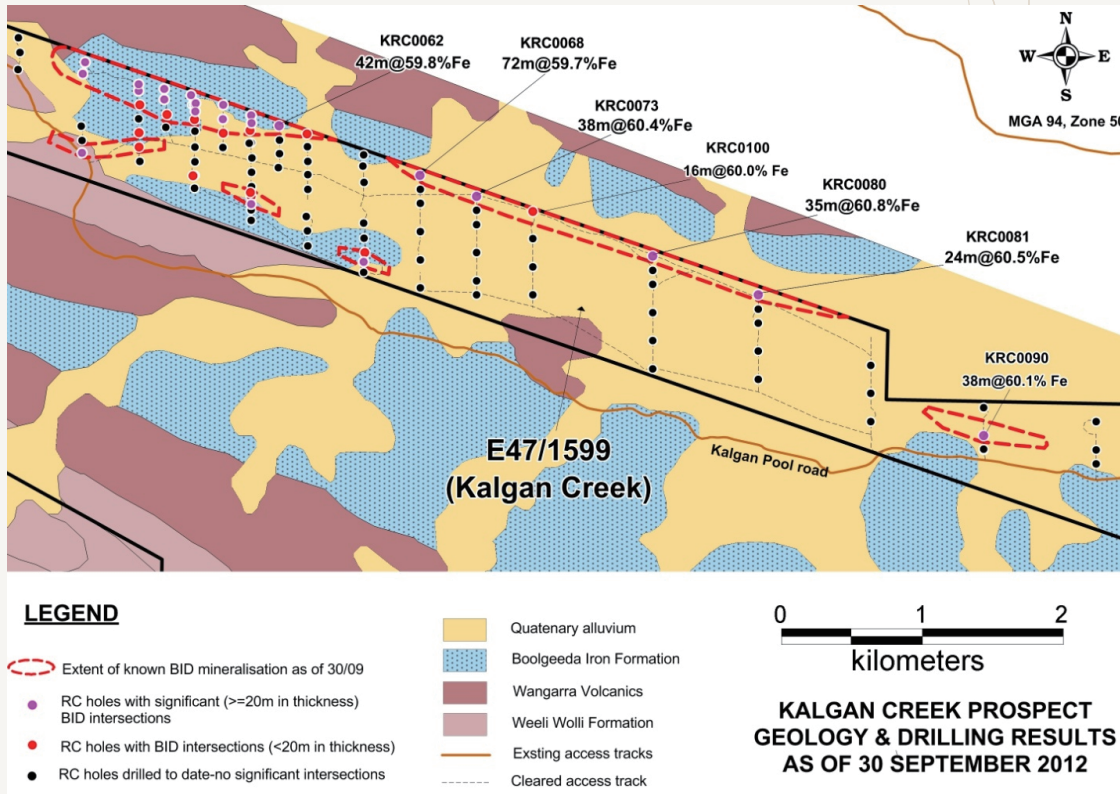 KRC0062
42m@59.8%Fe
KRC0068
72m@59.7%Fe
KRC0073
38m@60.4%Fe
KRC0100
16m@60.0% Fe
KRC0080
35m@60.8%Fe
KRC0081
24m@60.5%Fe
KRC0090
38m@60.1% Fe
N
W E
S
MGA 94, Zone 50
E47/1599
(Kalgan Creek)
Kalgan Pool road
LEGEND
Extent of known BID mineralisation as of 30/09
RC holes with significant (>=20m in thickness)
BID intersections
RC holes with BID intersections (<20m in thickness)
RC holes drilled to date-no significant intersections
Quaternary alluvium
Boolgeeda Iron Formation
Wangarra Volcanics
Weeli Wolli Formation
Exsting access tracks
Cleared access track
0 1 2
kilometers
KALGAN CREEK PROSPECT
GEOLOGY & DRILLING RESULTS
AS OF 30 SEPTEMBER 2012